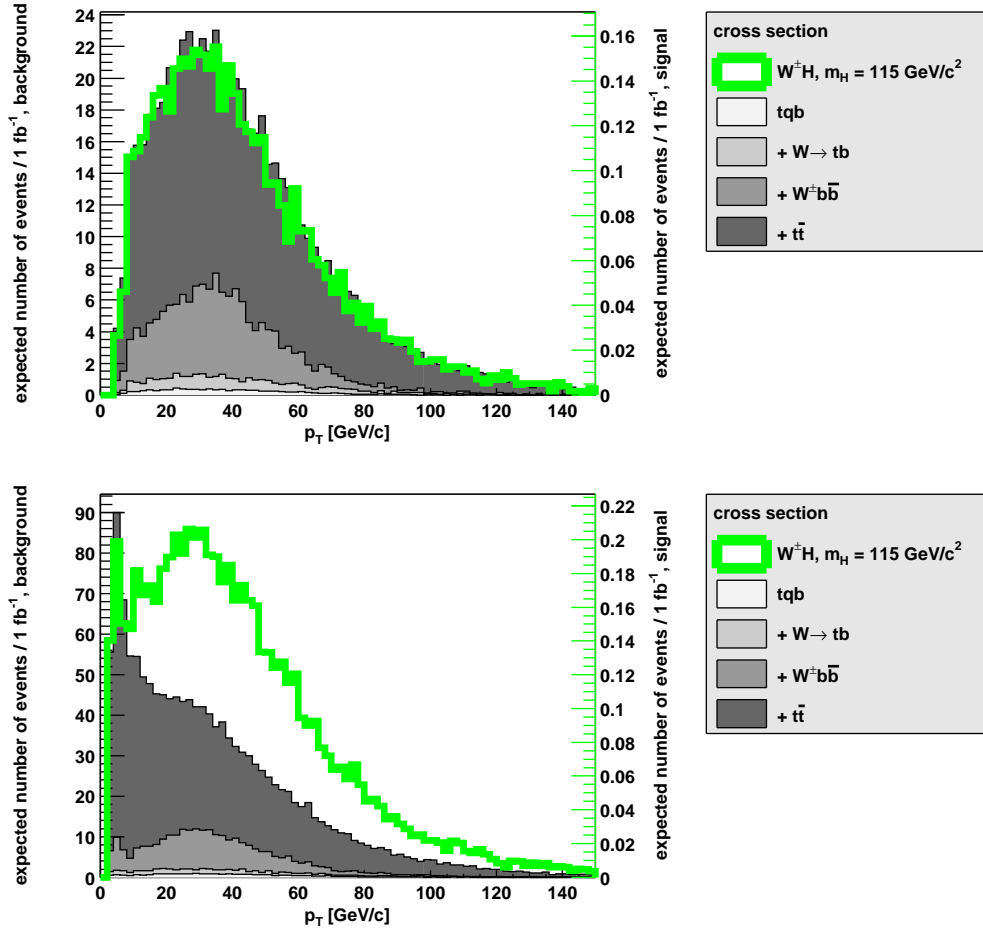 expected number of events / 1 fb⁻¹, background
24
22
20
18
16
14
12
10
8
6
4
2
0
0 20 40 60 80 100 120 140
p_T [GeV/c]
0.16
0.14
0.12
0.1
0.08
0.06
0.04
0.02
0
expected number of events / 1 fb⁻¹, signal
cross section
W±H, m_H = 115 GeV/c²
tqb
+ W→ tb
+ W±bb̄
+ tt̄
expected number of events / 1 fb⁻¹, background
90
80
70
60
50
40
30
20
10
0
0 20 40 60 80 100 120 140
p_T [GeV/c]
0.22
0.2
0.18
0.16
0.14
0.12
0.1
0.08
0.06
0.04
0.02
0
expected number of events / 1 fb⁻¹, signal
cross section
W±H, m_H = 115 GeV/c²
tqb
+ W→ tb
+ W±bb̄
+ tt̄